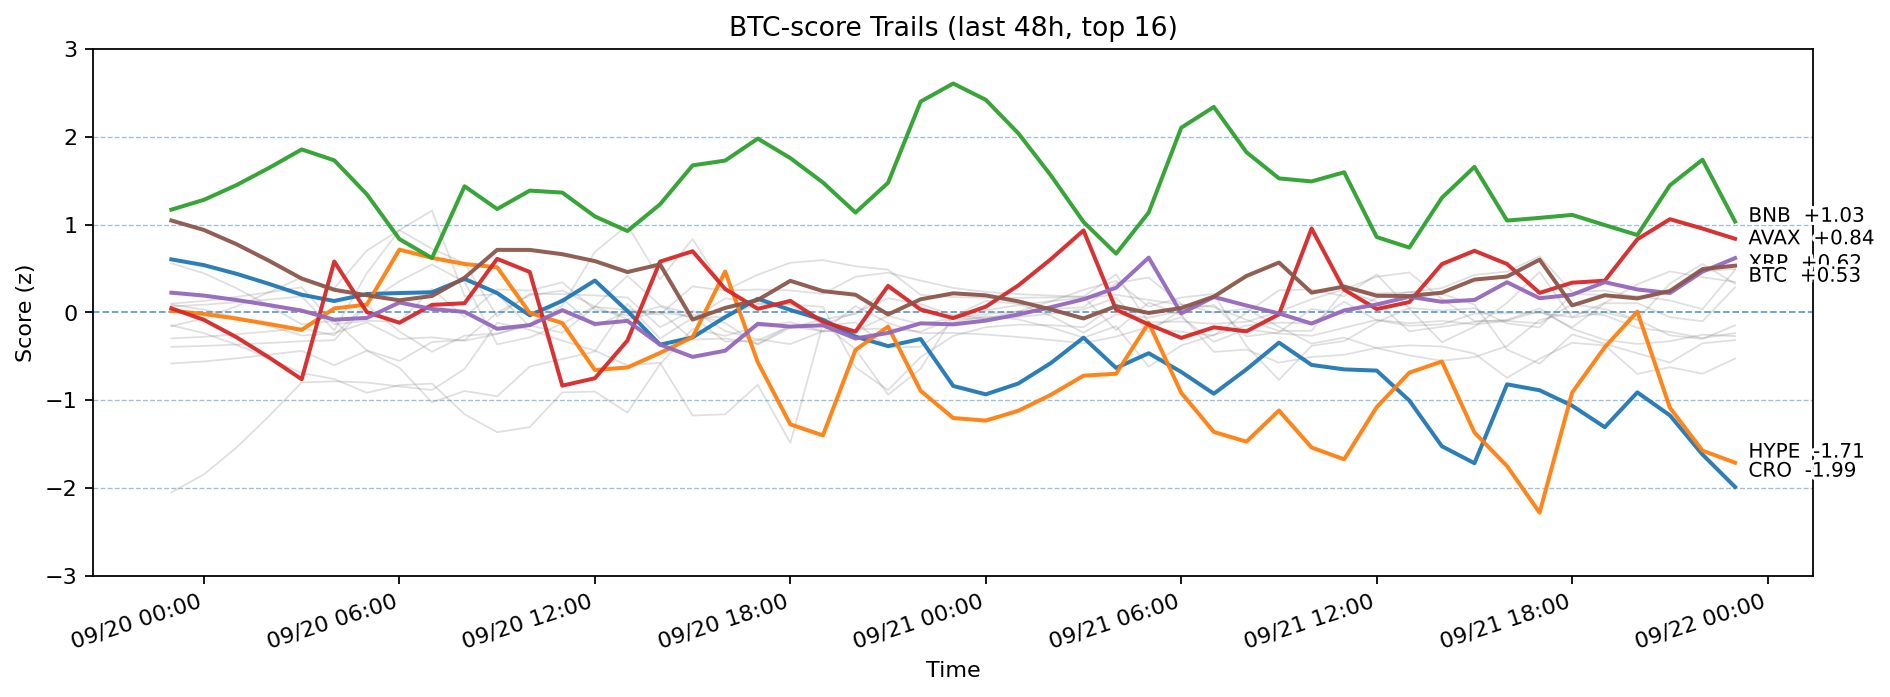 BTC-score Trails (last 48h, top 16)
3
2
1
0
−1
−2
−3
Score (z)
BNB +1.03
AVAX +0.84
XRP +0.62
BTC +0.53
HYPE -1.71
CRO -1.99
09/20 00:00
09/20 06:00
09/20 12:00
09/20 18:00
09/21 00:00
09/21 06:00
09/21 12:00
09/21 18:00
09/22 00:00
Time